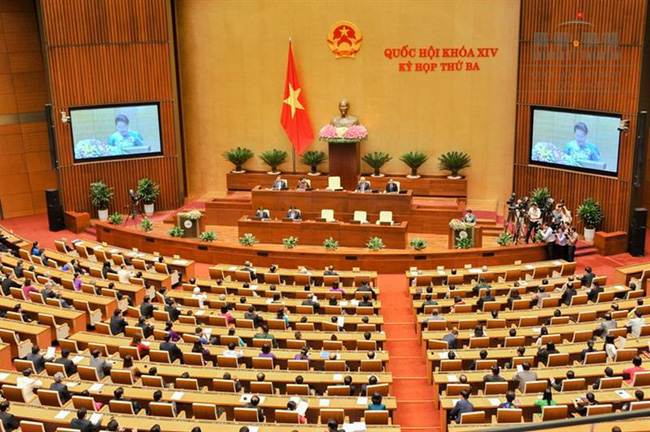 QUỐC HỘI KHÓA XIV
KỲ HỌP THỨ BA